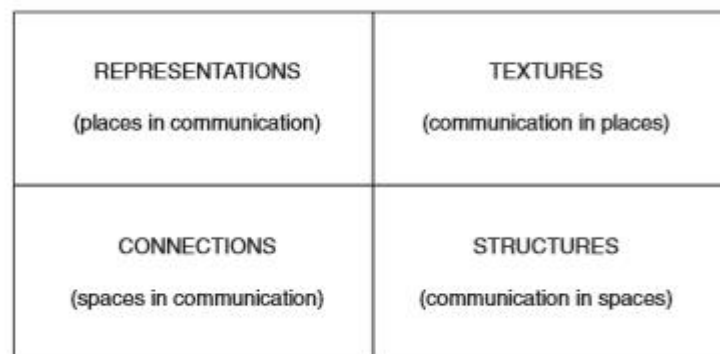 REPRESENTATIONS
(places in communication)
TEXTURES
(communication in places)
CONNECTIONS
(spaces in communication)
STRUCTURES
(communication in spaces)